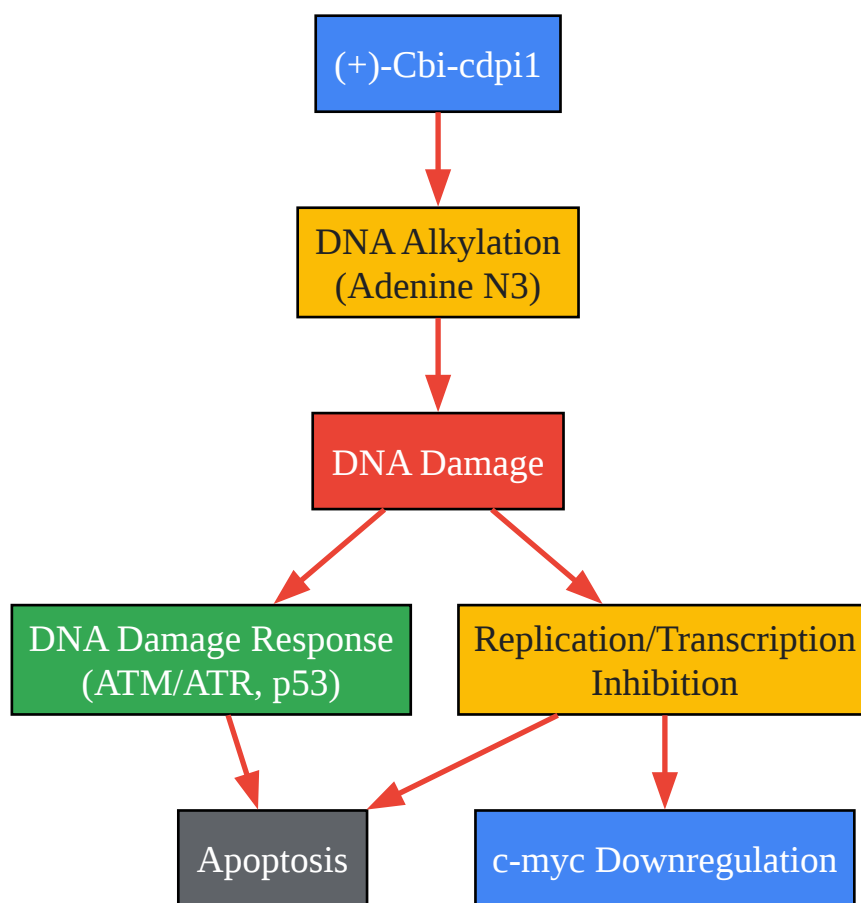 (+)-Cbi-cdpi1
DNA Alkylation
(Adenine N3)
DNA Damage
DNA Damage Response
(ATM/ATR, p53)
Replication/Transcription
Inhibition
Apoptosis
c-myc Downregulation